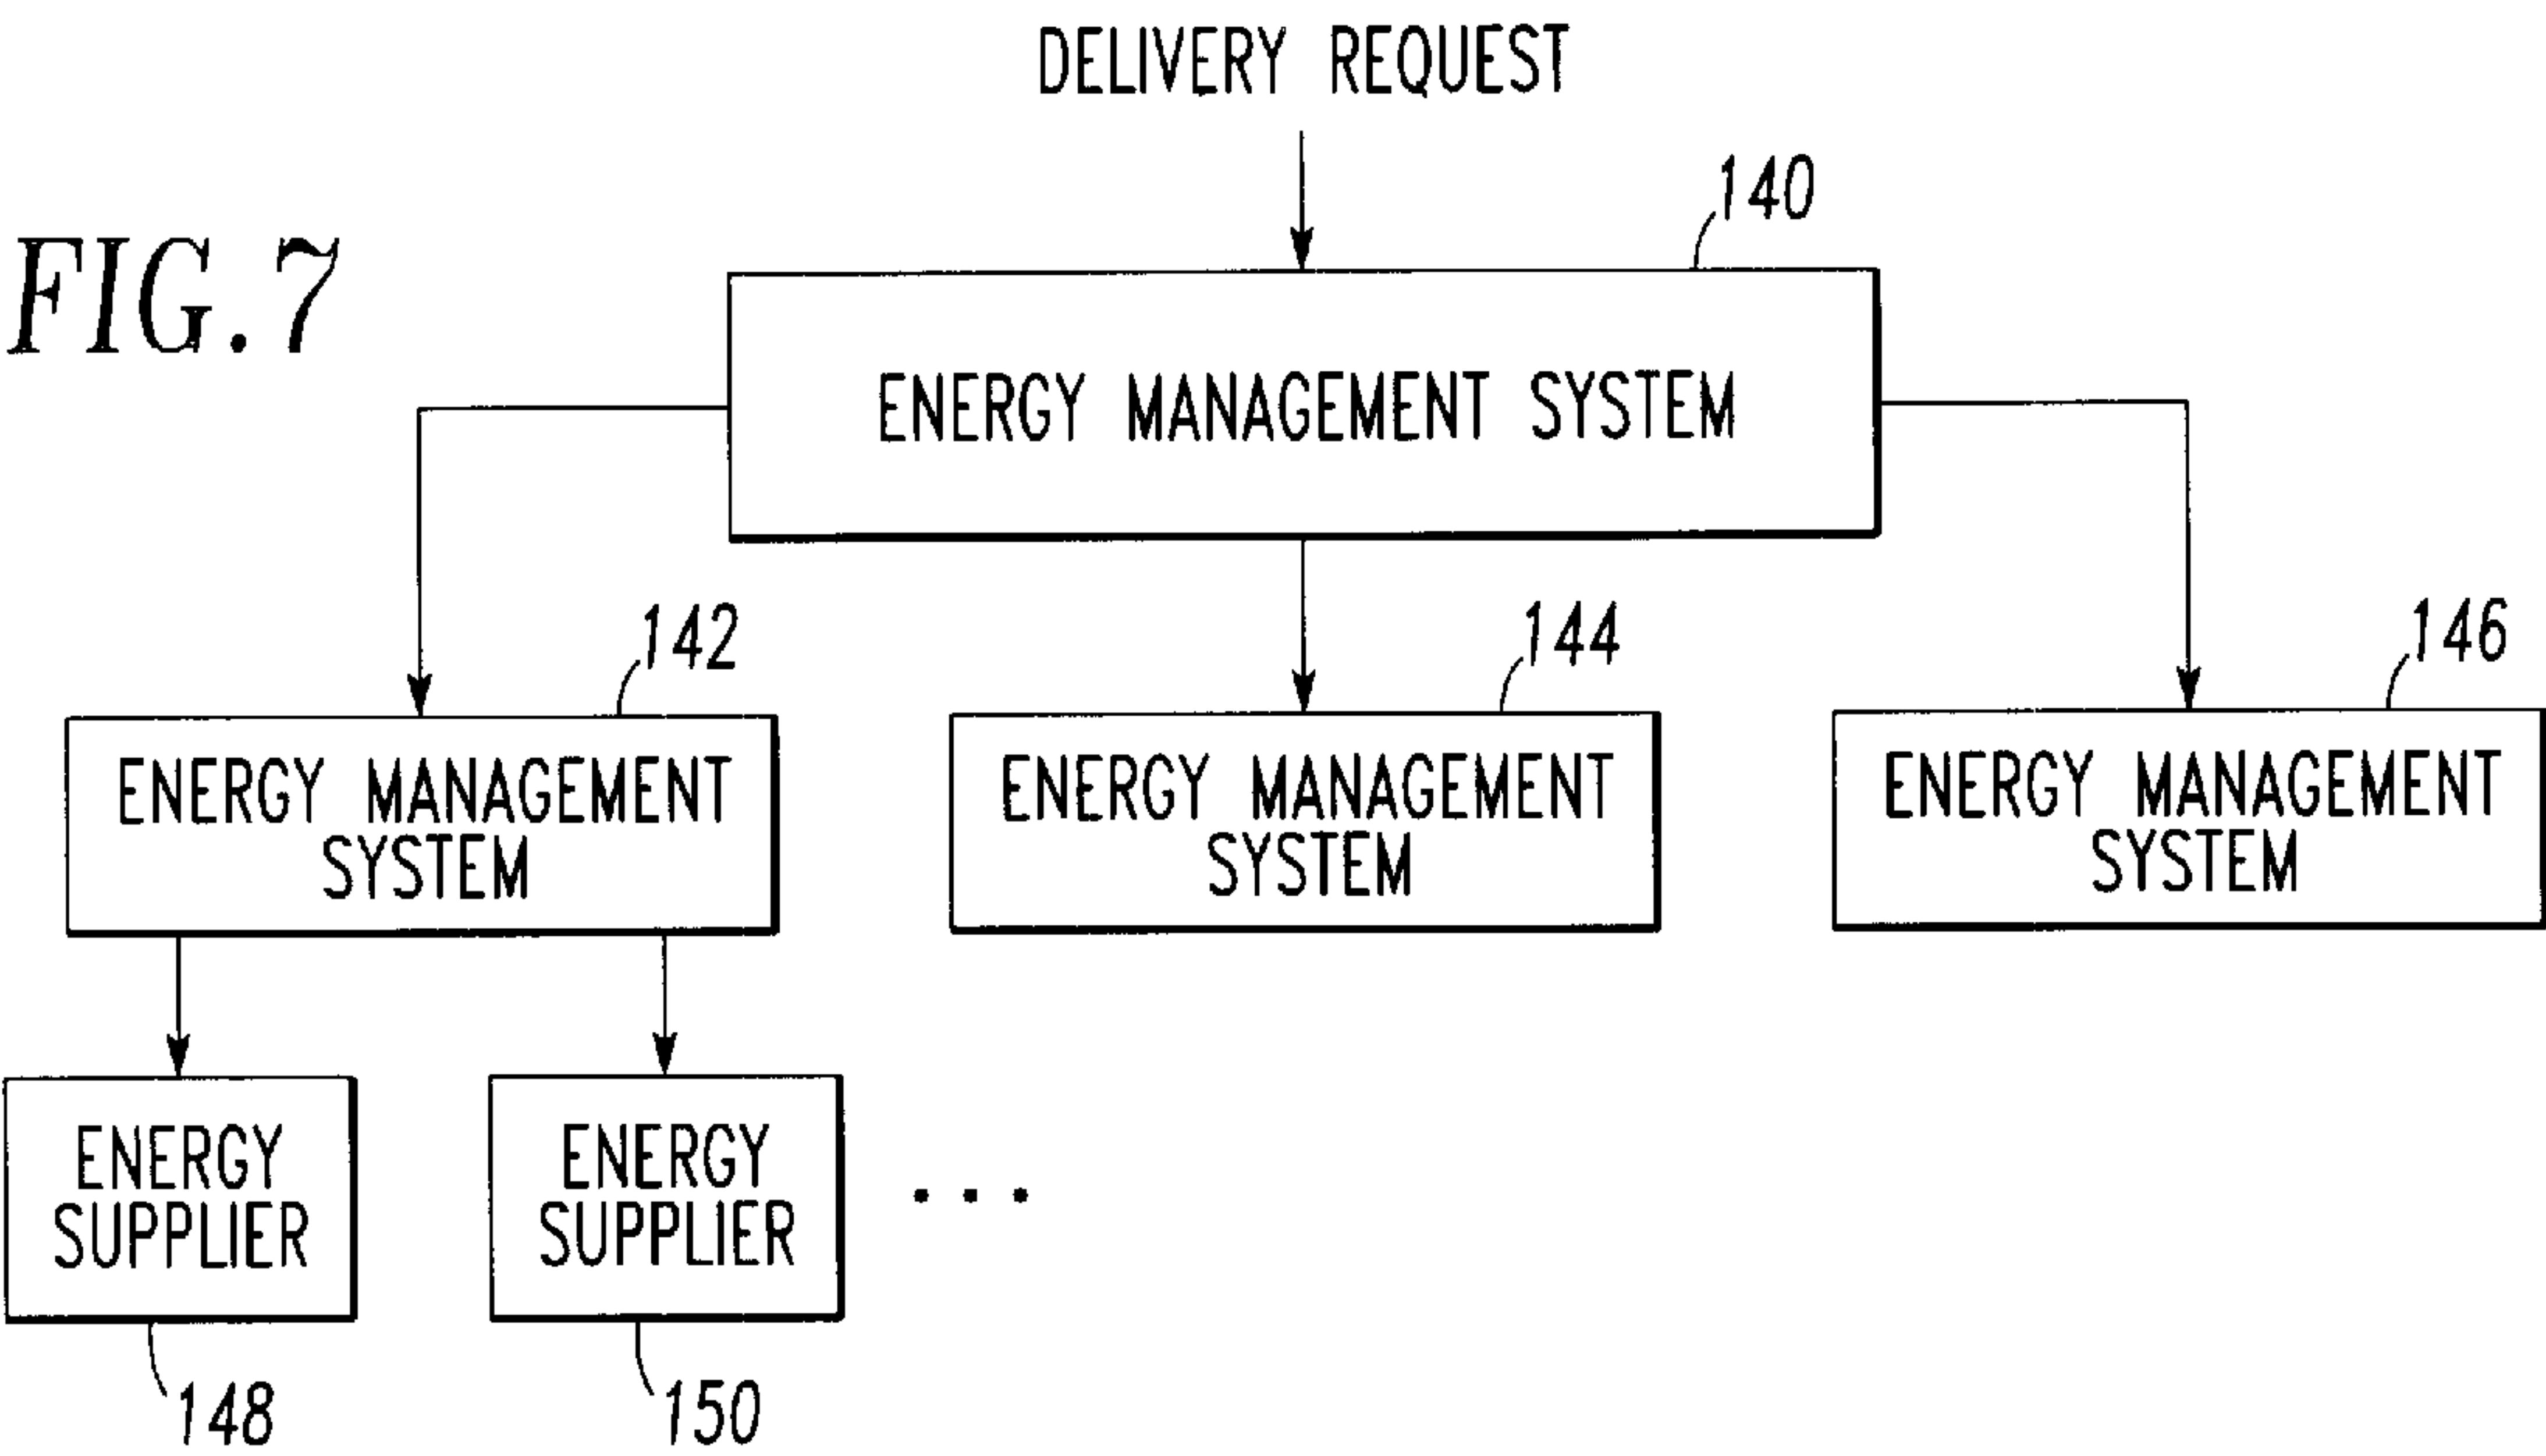 DELIVERY REQUEST
140
FIG. 7
ENERGY MANAGEMENT SYSTEM
142
144
146
ENERGY MANAGEMENT
SYSTEM
ENERGY MANAGEMENT
SYSTEM
ENERGY MANAGEMENT
SYSTEM
ENERGY
SUPPLIER
ENERGY
SUPPLIER
. . .
148
150